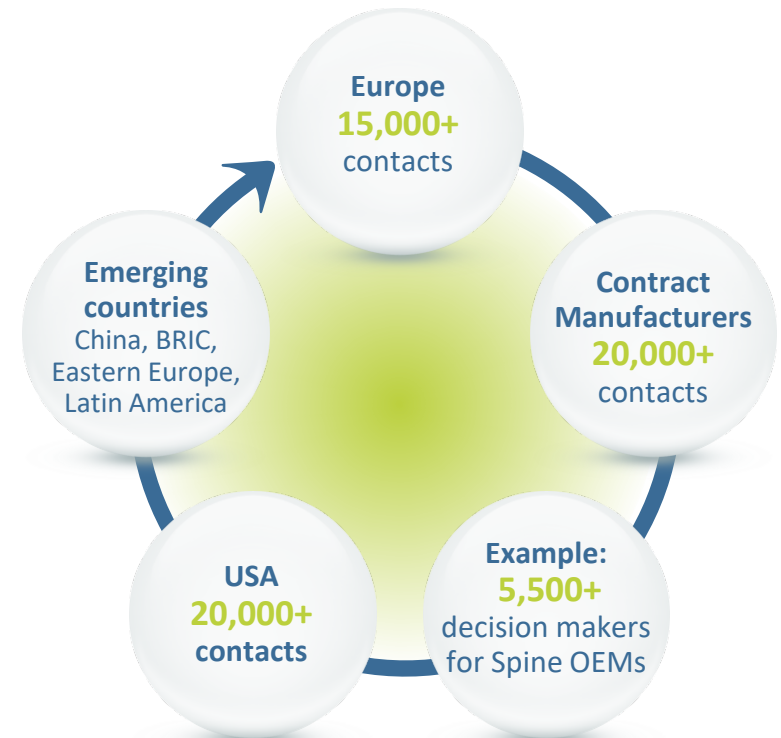 Europe
15,000+
contacts
Contract
Manufacturers
20,000+
contacts
Example:
5,500+
decision makers
for Spine OEMs
USA
20,000+
contacts
Emerging
countries
China, BRIC,
Eastern Europe,
Latin America